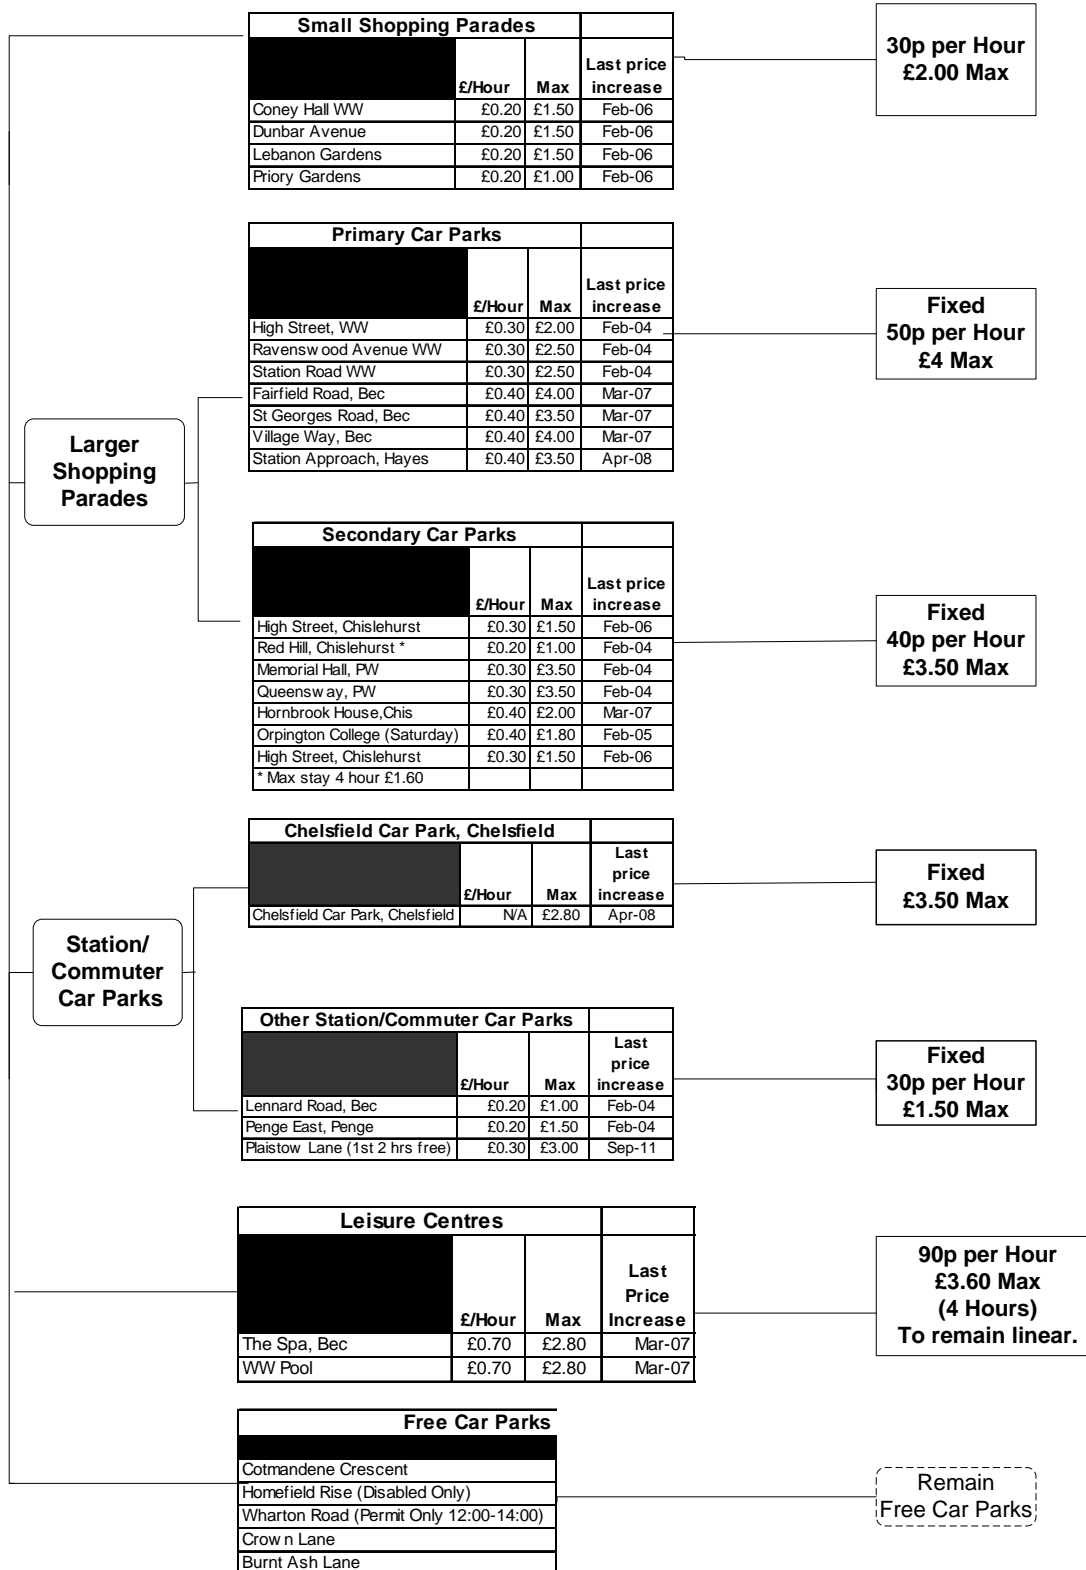 Small Shopping Parades
£/Hour Max Last price increase
Coney Hall WW £0.20 £1.50 Feb-06
Dunbar Avenue £0.20 £1.50 Feb-06
Lebanon Gardens £0.20 £1.50 Feb-06
Priory Gardens £0.20 £1.00 Feb-06
30p per Hour
£2.00 Max
Primary Car Parks
£/Hour Max Last price increase
High Street, WW £0.30 £2.00 Feb-04
Ravenswood Avenue WW £0.30 £2.50 Feb-04
Station Road WW £0.30 £2.50 Feb-04
Fairfield Road, Bec £0.40 £4.00 Mar-07
St Georges Road, Bec £0.40 £3.50 Mar-07
Village Way, Bec £0.40 £4.00 Mar-07
Station Approach, Hayes £0.40 £3.50 Apr-08
Fixed
50p per Hour
£4 Max
Larger
Shopping
Parades
Secondary Car Parks
£/Hour Max Last price increase
High Street, Chislehurst £0.30 £1.50 Feb-06
Red Hill, Chislehurst * £0.20 £1.00 Feb-04
Memorial Hall, PW £0.30 £3.50 Feb-04
Queensway, PW £0.30 £3.50 Feb-04
Hornbrook House,Chis £0.40 £2.00 Mar-07
Orpington College (Saturday) £0.40 £1.80 Feb-05
High Street, Chislehurst £0.30 £1.50 Feb-06
* Max stay 4 hour £1.60
Fixed
40p per Hour
£3.50 Max
Chelsfield Car Park, Chelsfield
£/Hour Max Last price increase
Chelsfield Car Park, Chelsfield N/A £2.80 Apr-08
Fixed
£3.50 Max
Station/
Commuter
Car Parks
Other Station/Commuter Car Parks
£/Hour Max Last price increase
Lennard Road, Bec £0.20 £1.00 Feb-04
Penge East, Penge £0.20 £1.50 Feb-04
Plaistow Lane (1st 2 hrs free) £0.30 £3.00 Sep-11
Fixed
30p per Hour
£1.50 Max
Leisure Centres
£/Hour Max Last Price Increase
The Spa, Bec £0.70 £2.80 Mar-07
WW Pool £0.70 £2.80 Mar-07
90p per Hour
£3.60 Max
(4 Hours)
To remain linear.
Free Car Parks
Cotmandene Crescent
Homefield Rise (Disabled Only)
Wharton Road (Permit Only 12:00-14:00)
Crown Lane
Burnt Ash Lane
Remain
Free Car Parks